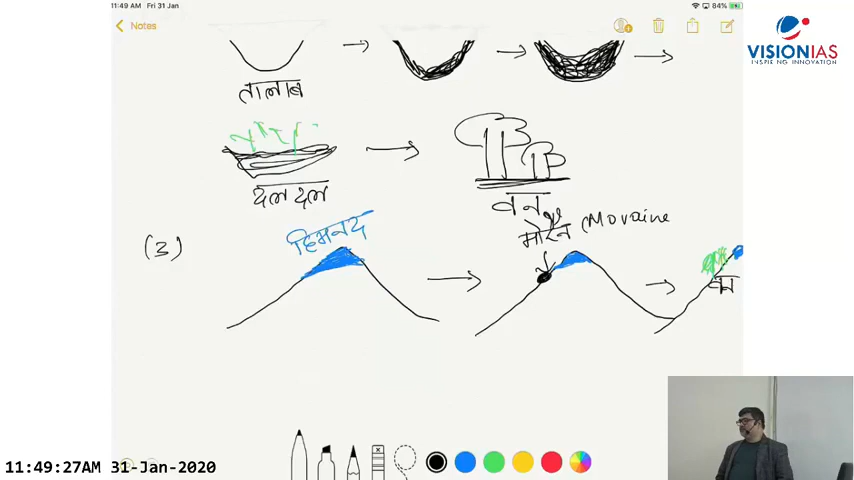 11:49 AM Fri 31 Jan
84%
Notes
VISIONIAS
INSPIRING INNOVATION
तालाब
दलदल
वन
(3)
हिमनद
मोरेन (Moraine
वन
11:49:27AM 31-Jan-2020